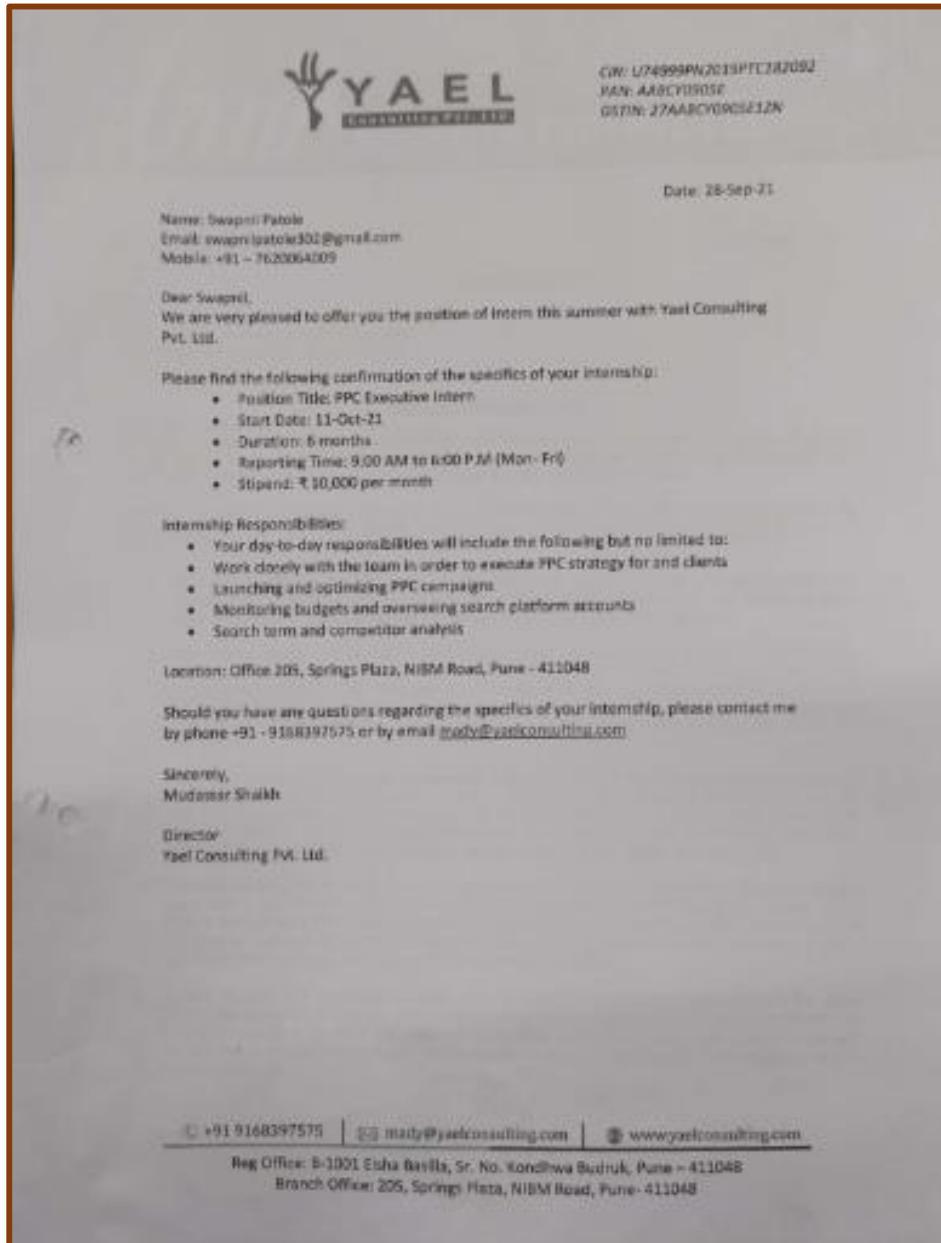 YAEL
Consulting Pvt. Ltd.
CIN: U74999PN2019PTC182092
PAN: AABCY0905E
GSTIN: 27AABCY0905E1ZN
Date: 28-Sep-21
Name: Swapnil Patole
Email: swapnilpatole302@gmail.com
Mobile: +91 – 7620064009
Dear Swapnil,
We are very pleased to offer you the position of Intern this summer with Yael Consulting
Pvt. Ltd.
Please find the following confirmation of the specifics of your internship:
• Position Title: PPC Executive Intern
• Start Date: 11-Oct-21
• Duration: 6 months
• Reporting Time: 9:00 AM to 6:00 P.M (Mon- Fri)
• Stipend: ₹ 10,000 per month
Internship Responsibilities:
• Your day-to-day responsibilities will include the following but no limited to:
• Work closely with the team in order to execute PPC strategy for and clients
• Launching and optimizing PPC campaigns
• Monitoring budgets and overseeing search platform accounts
• Search term and competitor analysis
Location: Office 205, Springs Plaza, NIBM Road, Pune - 411048
Should you have any questions regarding the specifics of your internship, please contact me
by phone +91 - 9168397575 or by email mady@yaelconsulting.com
Sincerely,
Mudassar Shaikh
Director
Yael Consulting Pvt. Ltd.
+91 9168397575 | mady@yaelconsulting.com | www.yaelconsulting.com
Reg Office: B-1001 Eisha Basilla, Sr. No. Kondhwa Budruk, Pune – 411048
Branch Office: 205, Springs Plaza, NIBM Road, Pune- 411048